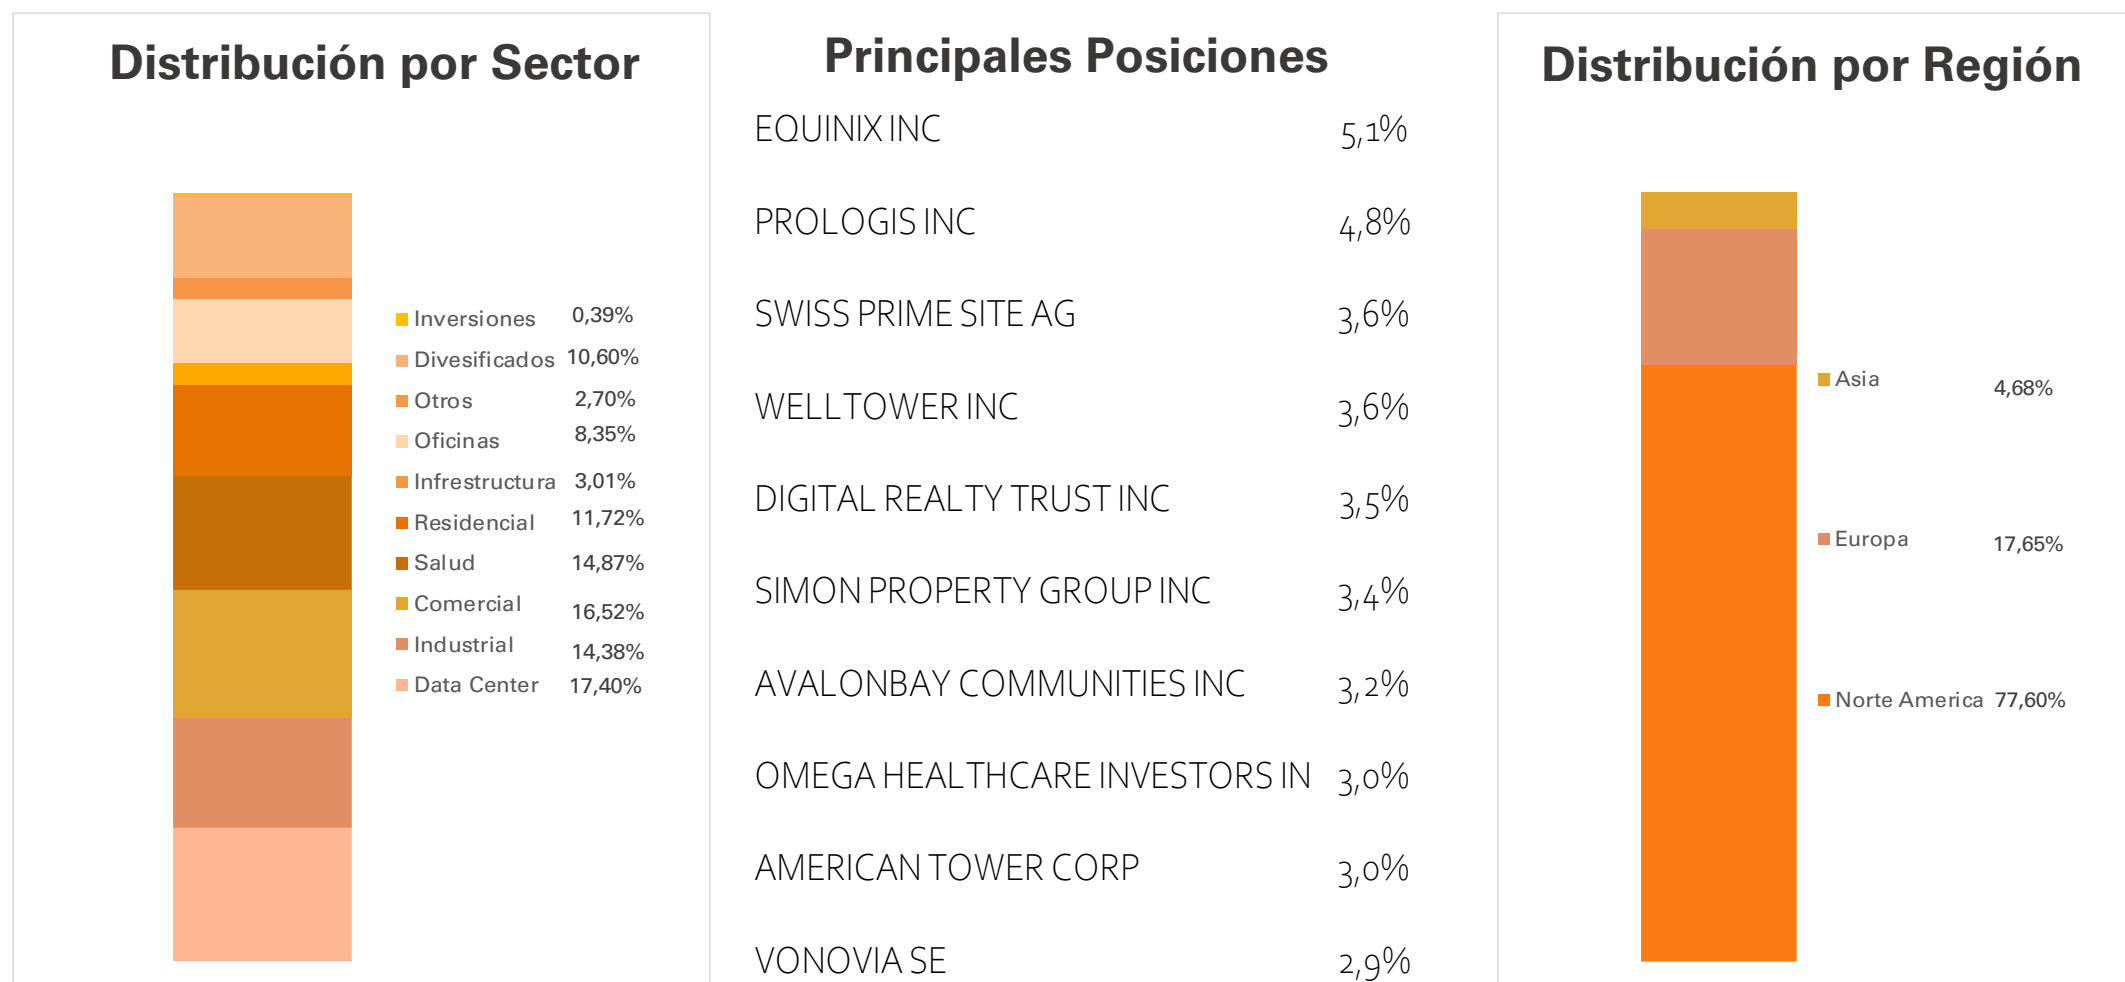 Distribución por Sector
Inversiones 0,39%
Divesificados 10,60%
Otros 2,70%
Oficinas 8,35%
Infrestructura 3,01%
Residencial 11,72%
Salud 14,87%
Comercial 16,52%
Industrial 14,38%
Data Center 17,40%
Principales Posiciones
EQUINIX INC 5,1%
PROLOGIS INC 4,8%
SWISS PRIME SITE AG 3,6%
WELLTOWER INC 3,6%
DIGITAL REALTY TRUST INC 3,5%
SIMON PROPERTY GROUP INC 3,4%
AVALONBAY COMMUNITIES INC 3,2%
OMEGA HEALTHCARE INVESTORS IN 3,0%
AMERICAN TOWER CORP 3,0%
VONOVIA SE 2,9%
Distribución por Región
Asia 4,68%
Europa 17,65%
Norte America 77,60%